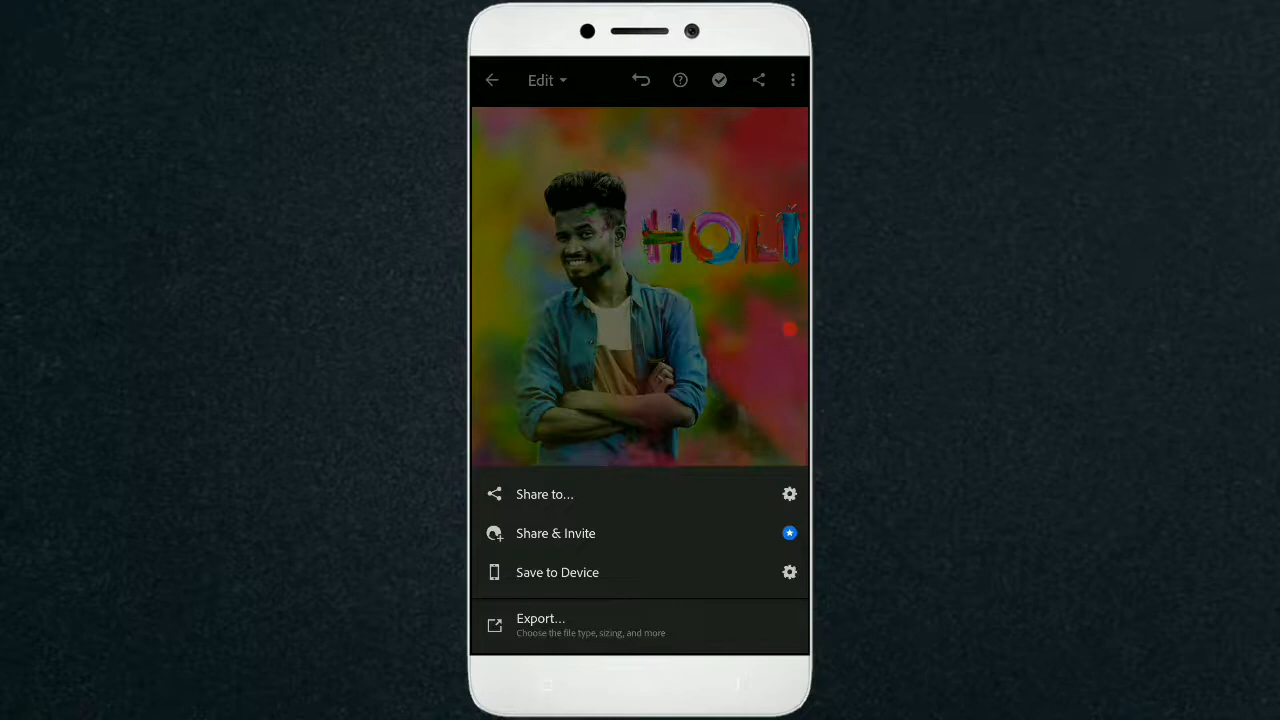 Edit
HOLI
Share to...
Share & Invite
Save to Device
Export...
Choose the file type, sizing, and more